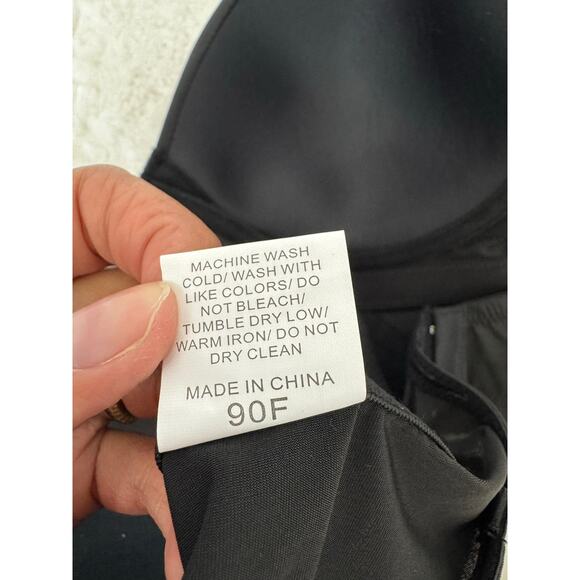 MACHINE WASH
COLD/ WASH WITH
LIKE COLORS/ DO
NOT BLEACH/
TUMBLE DRY LOW/
WARM IRON/ DO NOT
DRY CLEAN
MADE IN CHINA
90F